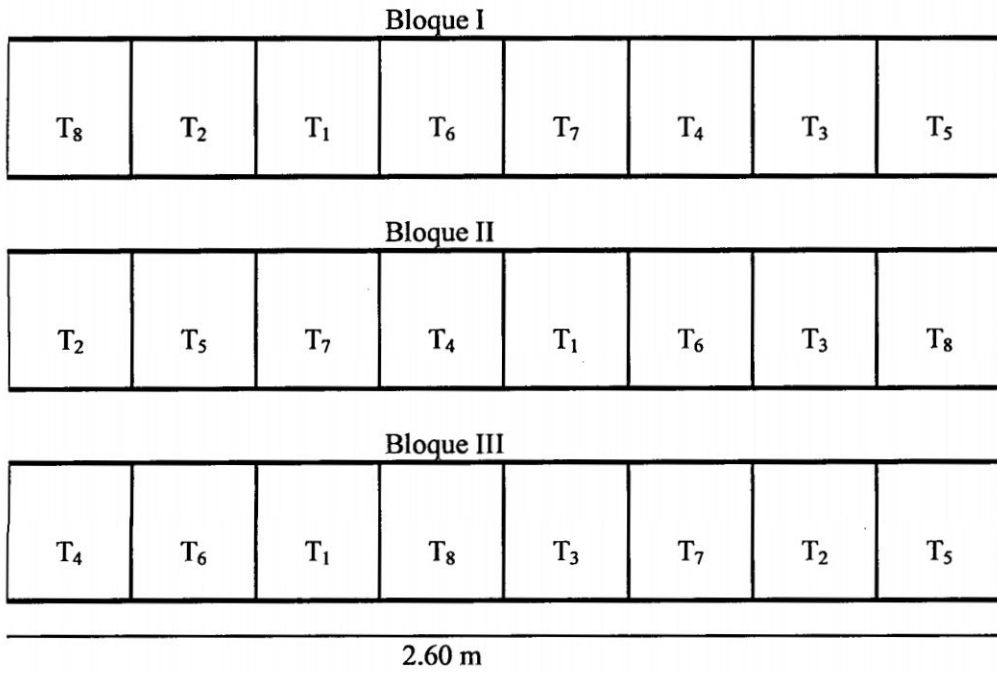 Bloque I
T₈ T₂ T₁ T₆ T₇ T₄ T₃ T₅
Bloque II
T₂ T₅ T₇ T₄ T₁ T₆ T₃ T₈
Bloque III
T₄ T₆ T₁ T₈ T₃ T₇ T₂ T₅
2.60 m